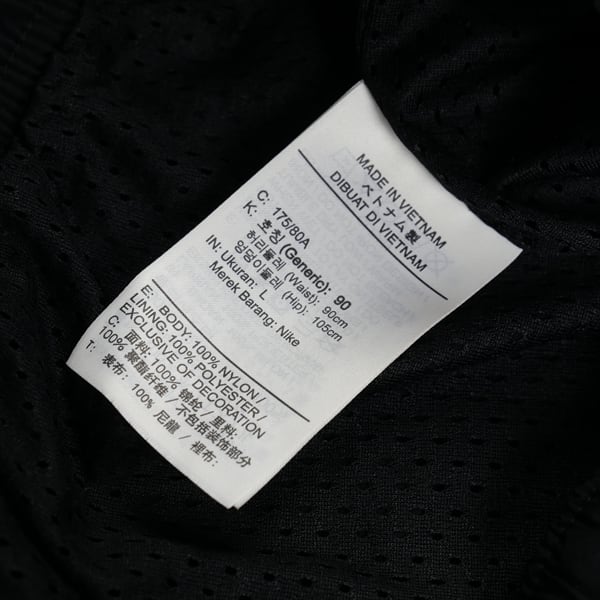 MADE IN VIETNAM
ベトナム製
DIBUAT DI VIETNAM
C: 175/80A
K: 호칭 (Generic): 90
허리둘레 (Waist): 90cm
엉덩이둘레 (Hip): 105cm
IN: Ukuran: L
Merek Barang: Nike
E: BODY: 100% NYLON /
LINING: 100% POLYESTER /
EXCLUSIVE OF DECORATION
C: 面料: 100% 锦纶 / 里料:
100% 聚酯纤维 / 不包括装饰部分
T: 表布: 100% 尼龍 / 裡布: